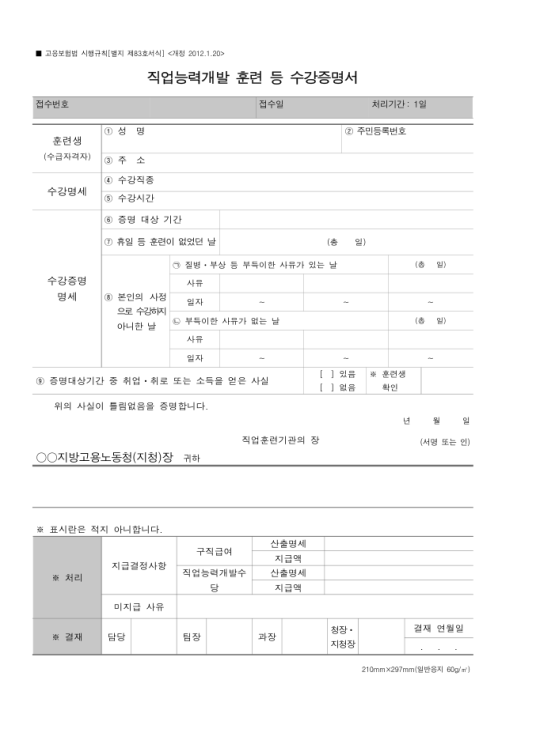 ■ 고용보험법 시행규칙[별지 제83호서식] <개정 2012.1.20>
직업능력개발 훈련 등 수강증명서
접수번호 접수일 처리기간 : 1일
훈련생
(수급자격자)
① 성 명 ② 주민등록번호
③ 주 소
수강명세
④ 수강직종
⑤ 수강시간
수강증명
명세
⑥ 증명 대상 기간
⑦ 휴일 등 훈련이 없었던 날 (총 일)
⑧ 본인의 사정
으로 수강하지
아니한 날
㉠ 질병・부상 등 부득이한 사유가 있는 날 (총 일)
사유
일자 ~ ~ ~
㉡ 부득이한 사유가 없는 날 (총 일)
사유
일자 ~ ~ ~
⑨ 증명대상기간 중 취업・취로 또는 소득을 얻은 사실
[ ] 있음
[ ] 없음
※ 훈련생
확인
위의 사실이 틀림없음을 증명합니다.
년 월 일
직업훈련기관의 장 (서명 또는 인)
○○지방고용노동청(지청)장 귀하
※ 표시란은 적지 아니합니다.
※ 처리
지급결정사항
구직급여
산출명세
지급액
직업능력개발수
당
산출명세
지급액
미지급 사유
※ 결재 담당 팀장 과장
청장・
지청장
결재 연월일
. . .
210mm×297mm(일반용지 60g/㎡)